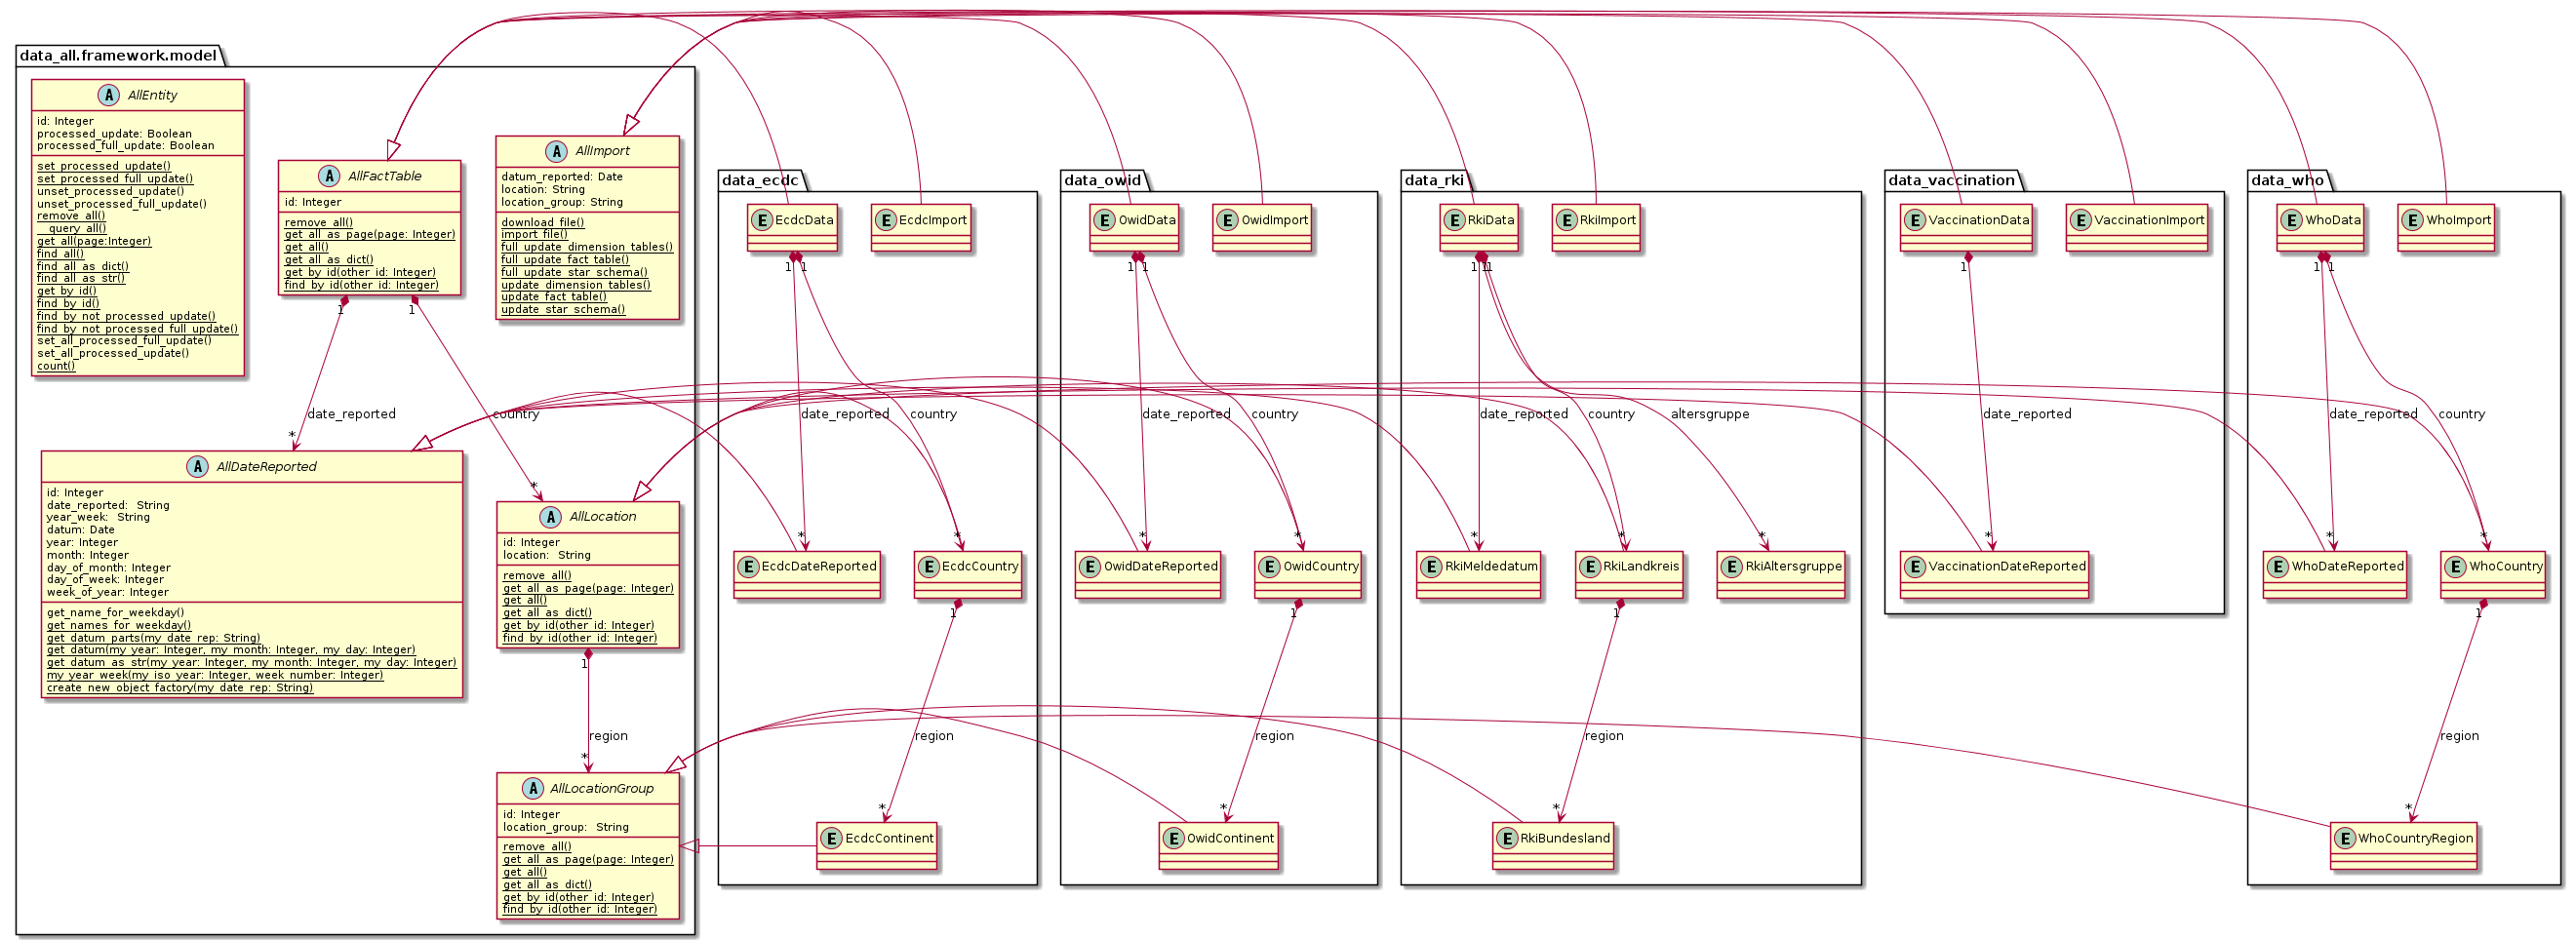 data_all.framework.model
A AllEntity
id: Integer
processed_update: Boolean
processed_full_update: Boolean
set_processed_update()
set_processed_full_update()
unset_processed_update()
unset_processed_full_update()
remove_all()
__query_all()
get_all(page:Integer)
find_all()
find_all_as_dict()
find_all_as_str()
get_by_id()
find_by_id()
find_by_not_processed_update()
find_by_not_processed_full_update()
set_all_processed_full_update()
set_all_processed_update()
count()
A AllFactTable
id: Integer
remove_all()
get_all_as_page(page: Integer)
get_all()
get_all_as_dict()
get_by_id(other_id: Integer)
find_by_id(other_id: Integer)
1
1
date_reported
country
*
*
A AllImport
datum_reported: Date
location: String
location_group: String
download_file()
import_file()
full_update_dimension_tables()
full_update_fact_table()
full_update_star_schema()
update_dimension_tables()
update_fact_table()
update_star_schema()
A AllDateReported
id: Integer
date_reported:  String
year_week:  String
datum: Date
year: Integer
month: Integer
day_of_month: Integer
day_of_week: Integer
week_of_year: Integer
get_name_for_weekday()
get_names_for_weekday()
get_datum_parts(my_date_rep: String)
get_datum(my_year: Integer, my_month: Integer, my_day: Integer)
get_datum_as_str(my_year: Integer, my_month: Integer, my_day: Integer)
my_year_week(my_iso_year: Integer, week_number: Integer)
create_new_object_factory(my_date_rep: String)
A AllLocation
id: Integer
location:  String
remove_all()
get_all_as_page(page: Integer)
get_all()
get_all_as_dict()
get_by_id(other_id: Integer)
find_by_id(other_id: Integer)
1
region
*
A AllLocationGroup
id: Integer
location_group:  String
remove_all()
get_all_as_page(page: Integer)
get_all()
get_all_as_dict()
get_by_id(other_id: Integer)
find_by_id(other_id: Integer)
data_ecdc
E EcdcData
E EcdcImport
1
1
date_reported
country
*
*
E EcdcDateReported
E EcdcCountry
1
region
*
E EcdcContinent
data_owid
E OwidData
E OwidImport
1
1
date_reported
country
*
*
E OwidDateReported
E OwidCountry
1
region
*
E OwidContinent
data_rki
E RkiData
E RkiImport
1
1
1
date_reported
country
altersgruppe
*
*
*
E RkiMeldedatum
E RkiLandkreis
E RkiAltersgruppe
1
region
*
E RkiBundesland
data_vaccination
E VaccinationData
E VaccinationImport
1
date_reported
*
E VaccinationDateReported
data_who
E WhoData
E WhoImport
1
1
date_reported
country
*
*
E WhoDateReported
E WhoCountry
1
region
*
E WhoCountryRegion